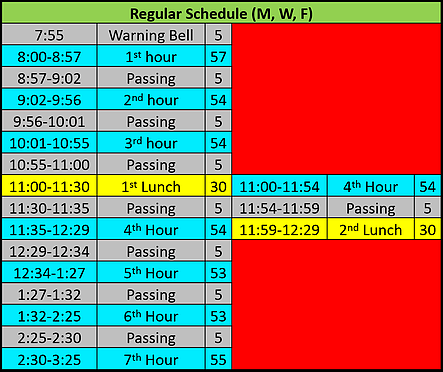 Regular Schedule (M, W, F)
7:55 Warning Bell 5
8:00-8:57 1st hour 57
8:57-9:02 Passing 5
9:02-9:56 2nd hour 54
9:56-10:01 Passing 5
10:01-10:55 3rd hour 54
10:55-11:00 Passing 5
11:00-11:30 1st Lunch 30 11:00-11:54 4th Hour 54
11:30-11:35 Passing 5 11:54-11:59 Passing 5
11:35-12:29 4th Hour 54 11:59-12:29 2nd Lunch 30
12:29-12:34 Passing 5
12:34-1:27 5th Hour 53
1:27-1:32 Passing 5
1:32-2:25 6th Hour 53
2:25-2:30 Passing 5
2:30-3:25 7th Hour 55